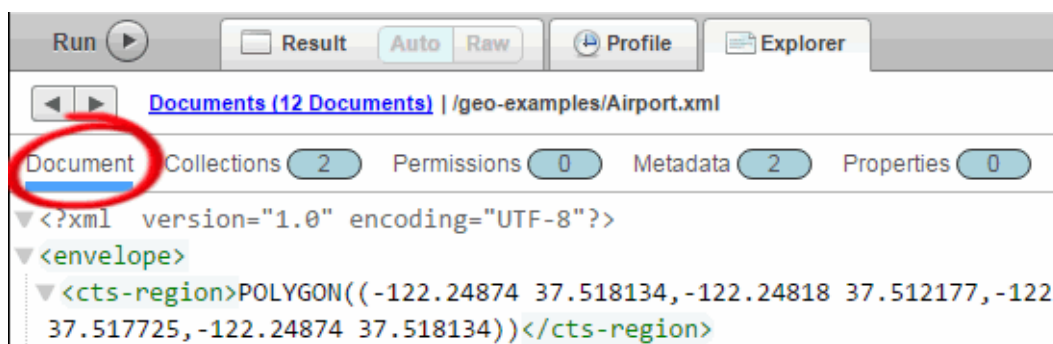 Run Result Auto Raw Profile Explorer
Documents (12 Documents) | /geo-examples/Airport.xml
Document Collections 2 Permissions 0 Metadata 2 Properties 0
<?xml version="1.0" encoding="UTF-8"?>
<envelope>
<cts-region>POLYGON((-122.24874 37.518134,-122.24818 37.512177,-122
37.517725,-122.24874 37.518134))</cts-region>